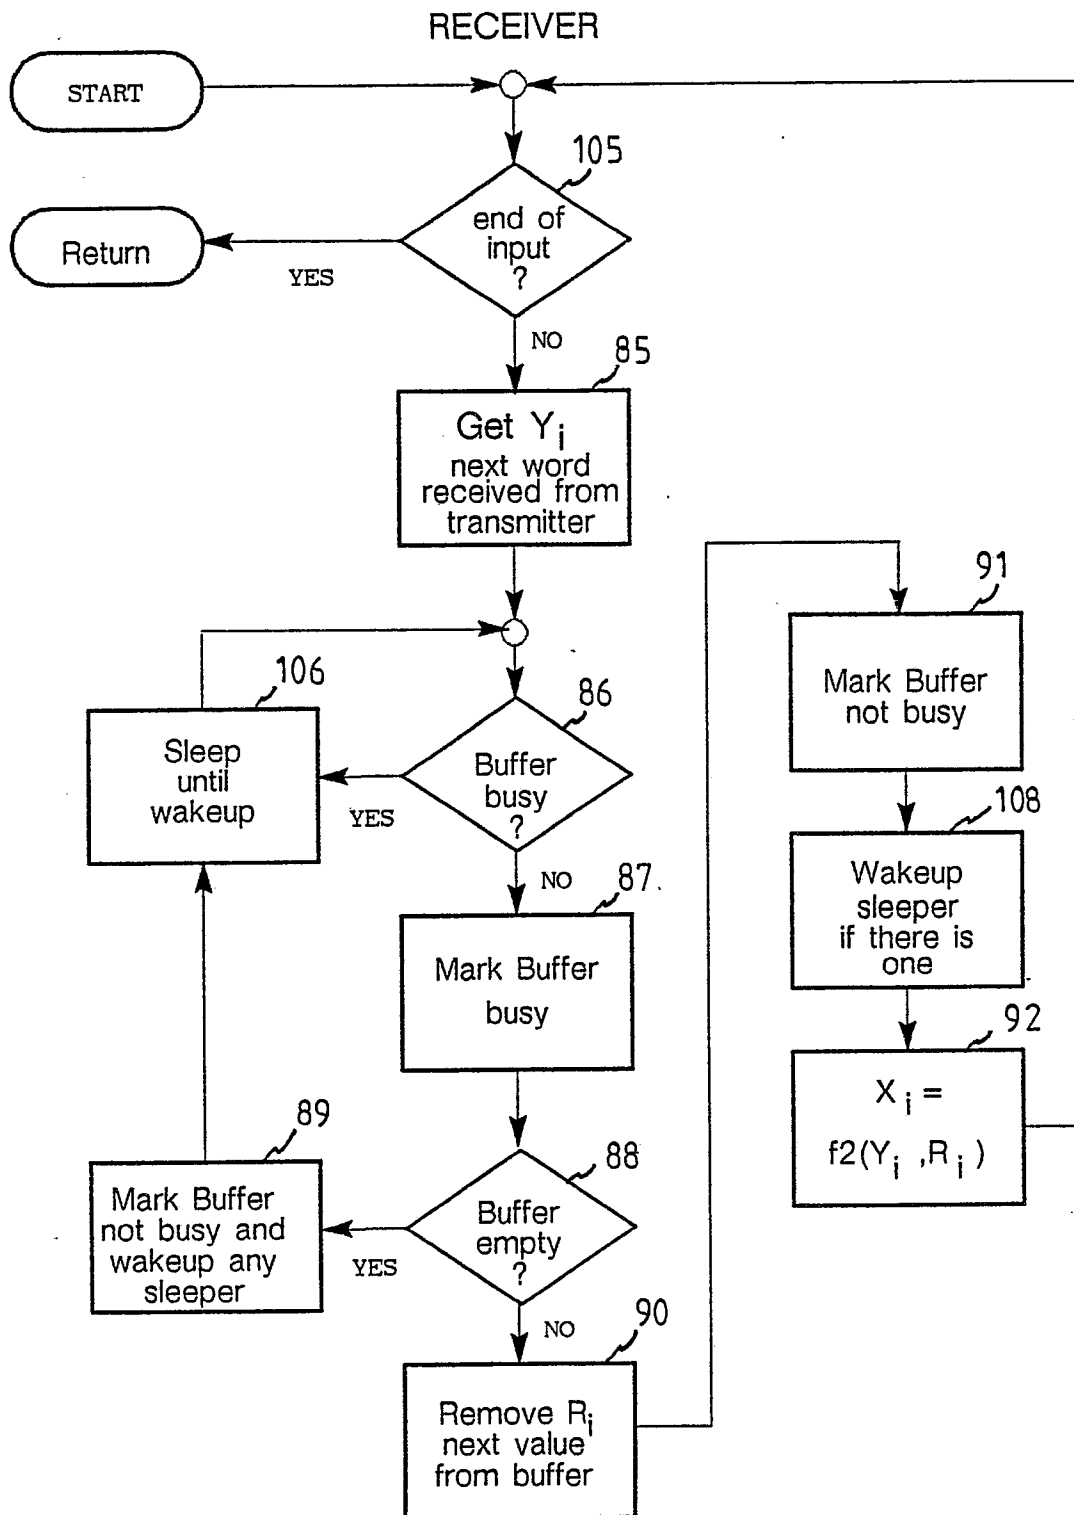 RECEIVER
START
105
end of
input
?
Return
YES
NO
85
Get Yi
next word
received from
transmitter
91
Mark Buffer
not busy
106
Sleep
until
wakeup
86
Buffer
busy
?
YES
NO
108
Wakeup
sleeper
if there is
one
87
Mark Buffer
busy
92
Xi =
f2(Yi ,Ri)
89
Mark Buffer
not busy and
wakeup any
sleeper
88
Buffer
empty
?
YES
NO
90
Remove Ri
next value
from buffer